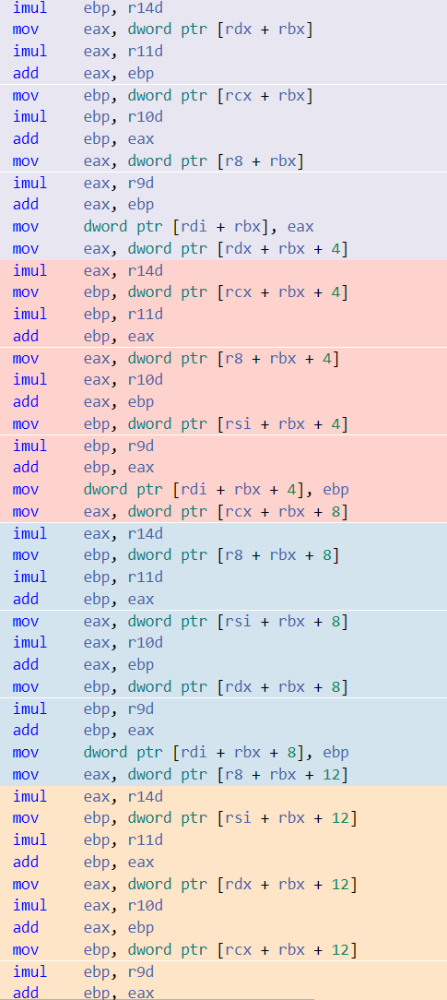 imul ebp, r14d
mov eax, dword ptr [rdx + rbx]
imul eax, r11d
add eax, ebp
mov ebp, dword ptr [rcx + rbx]
imul ebp, r10d
add ebp, eax
mov eax, dword ptr [r8 + rbx]
imul eax, r9d
add eax, ebp
mov dword ptr [rdi + rbx], eax
mov eax, dword ptr [rdx + rbx + 4]
imul eax, r14d
mov ebp, dword ptr [rcx + rbx + 4]
imul ebp, r11d
add ebp, eax
mov eax, dword ptr [r8 + rbx + 4]
imul eax, r10d
add eax, ebp
mov ebp, dword ptr [rsi + rbx + 4]
imul ebp, r9d
add ebp, eax
mov dword ptr [rdi + rbx + 4], ebp
mov eax, dword ptr [rcx + rbx + 8]
imul eax, r14d
mov ebp, dword ptr [r8 + rbx + 8]
imul ebp, r11d
add ebp, eax
mov eax, dword ptr [rsi + rbx + 8]
imul eax, r10d
add eax, ebp
mov ebp, dword ptr [rdx + rbx + 8]
imul ebp, r9d
add ebp, eax
mov dword ptr [rdi + rbx + 8], ebp
mov eax, dword ptr [r8 + rbx + 12]
imul eax, r14d
mov ebp, dword ptr [rsi + rbx + 12]
imul ebp, r11d
add ebp, eax
mov eax, dword ptr [rdx + rbx + 12]
imul eax, r10d
add eax, ebp
mov ebp, dword ptr [rcx + rbx + 12]
imul ebp, r9d
add ebp, eax